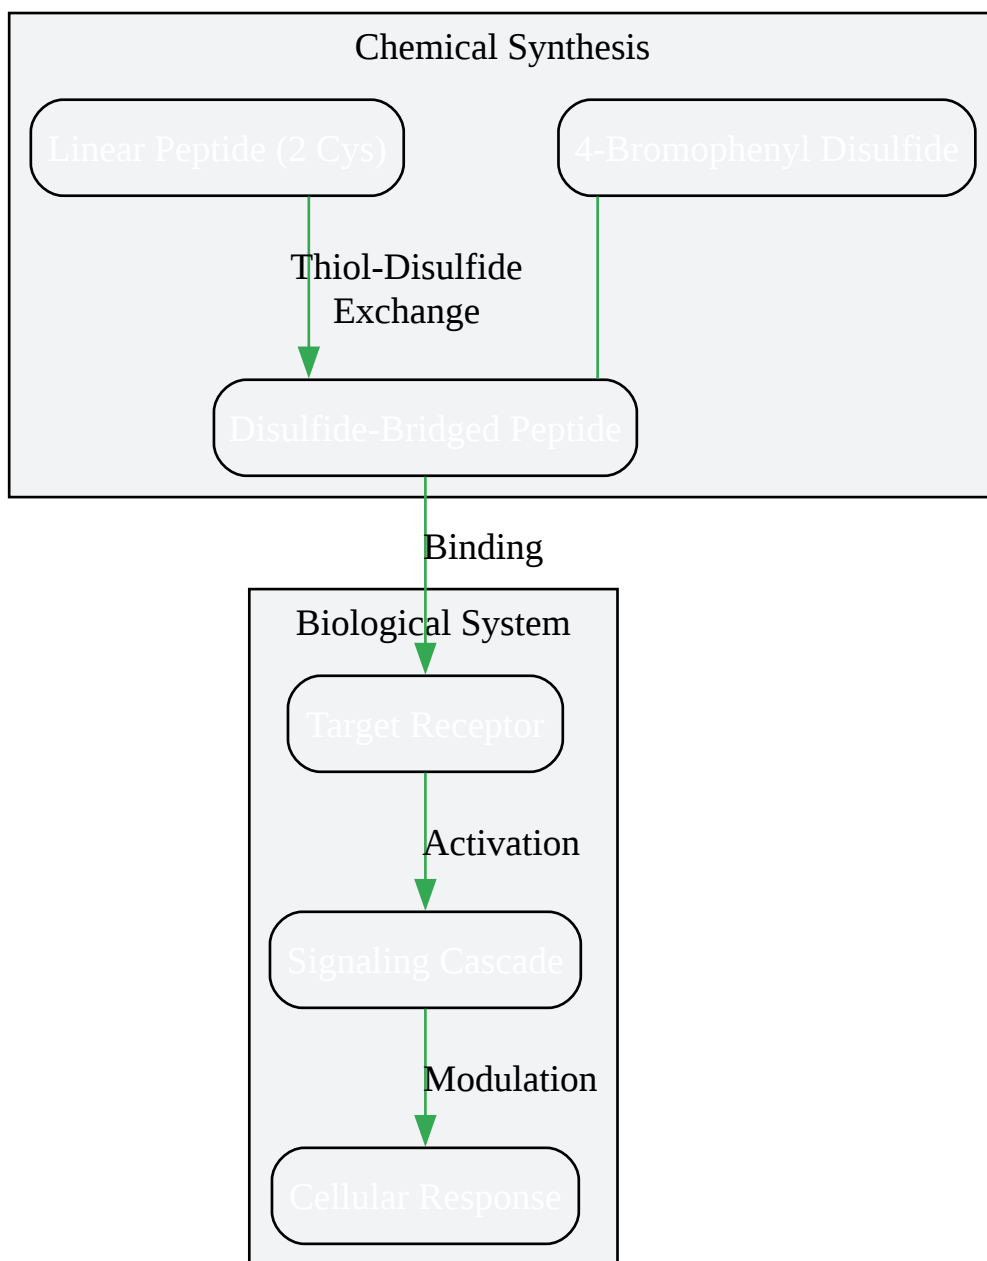 Chemical Synthesis
Linear Peptide (2 Cys)
4-Bromophenyl Disulfide
Thiol-Disulfide
Exchange
Disulfide-Bridged Peptide
Binding
Biological System
Target Receptor
Activation
Signaling Cascade
Modulation
Cellular Response